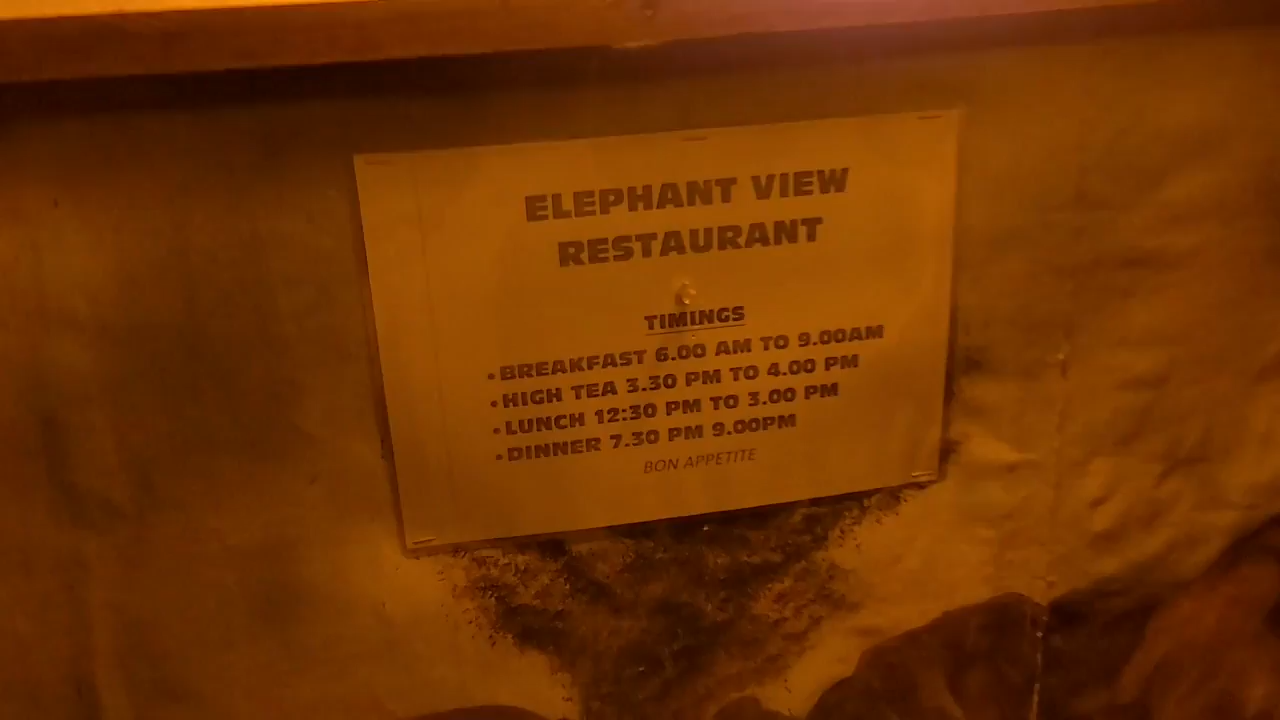 ELEPHANT VIEW
RESTAURANT
TIMINGS
• BREAKFAST 6.00 AM TO 9.00AM
• HIGH TEA 3.30 PM TO 4.00 PM
• LUNCH 12:30 PM TO 3.00 PM
• DINNER 7.30 PM 9.00PM
BON APPETITE